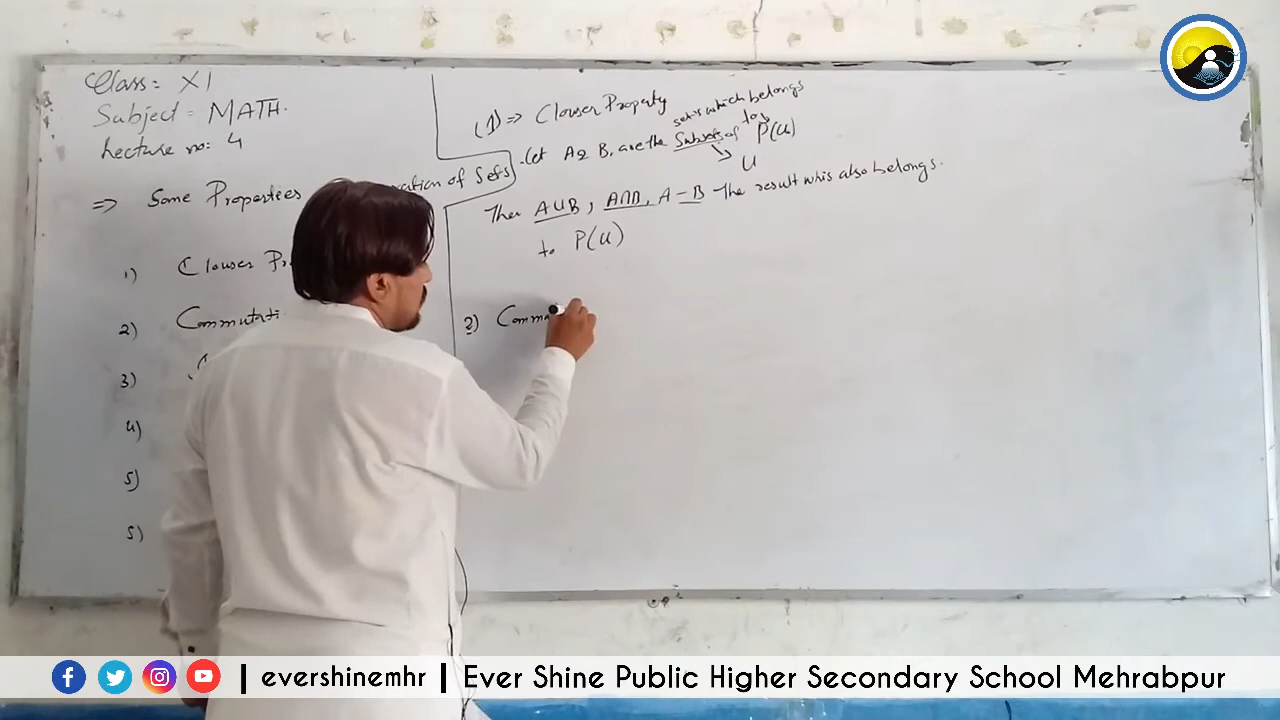 Class: XI
Subject = MATH.
Lecture no: 4
⇒ Some Properties of Sets
1) Clouser
2) Commutati
3)
4)
5)
5)
(1) ⇒ Clouser Property
set's which belongs to
Let A & B, are the Subsets of P(U)
U
Then A∪B, A∩B, A-B The result also belongs.
to P(U)
2) Comm
| evershinemhr | Ever Shine Public Higher Secondary School Mehrabpur